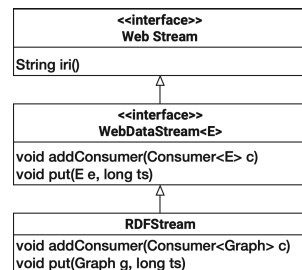 <<interface>>
Web Stream
String iri()
<<interface>>
WebDataStream<E>
void addConsumer(Consumer<E> c)
void put(E e, long ts)
RDFStream
void addConsumer(Consumer<Graph> c)
void put(Graph g, long ts)